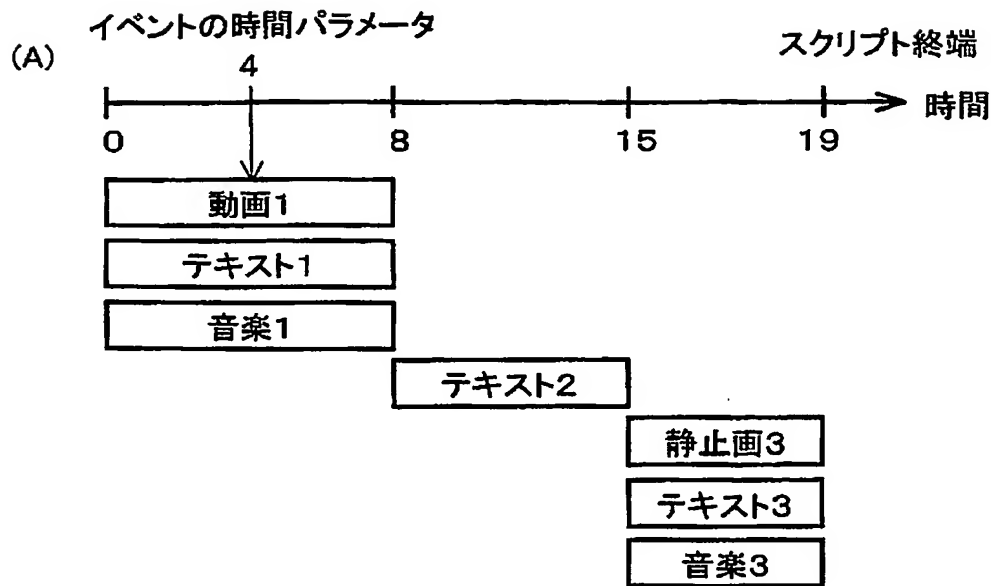 イベントの時間パラメータ
(A)
スクリプト終端
4
時間
0 8 15 19
動画1
テキスト1
音楽1
テキスト2
静止画3
テキスト3
音楽3